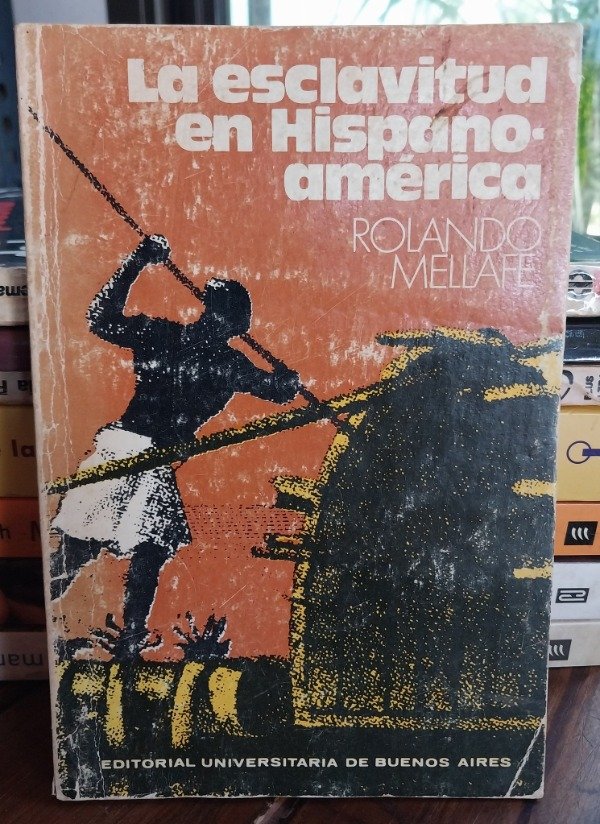 La esclavitud
en Hispano-
américa
ROLANDO
MELLAFE
EDITORIAL UNIVERSITARIA DE BUENOS AIRES